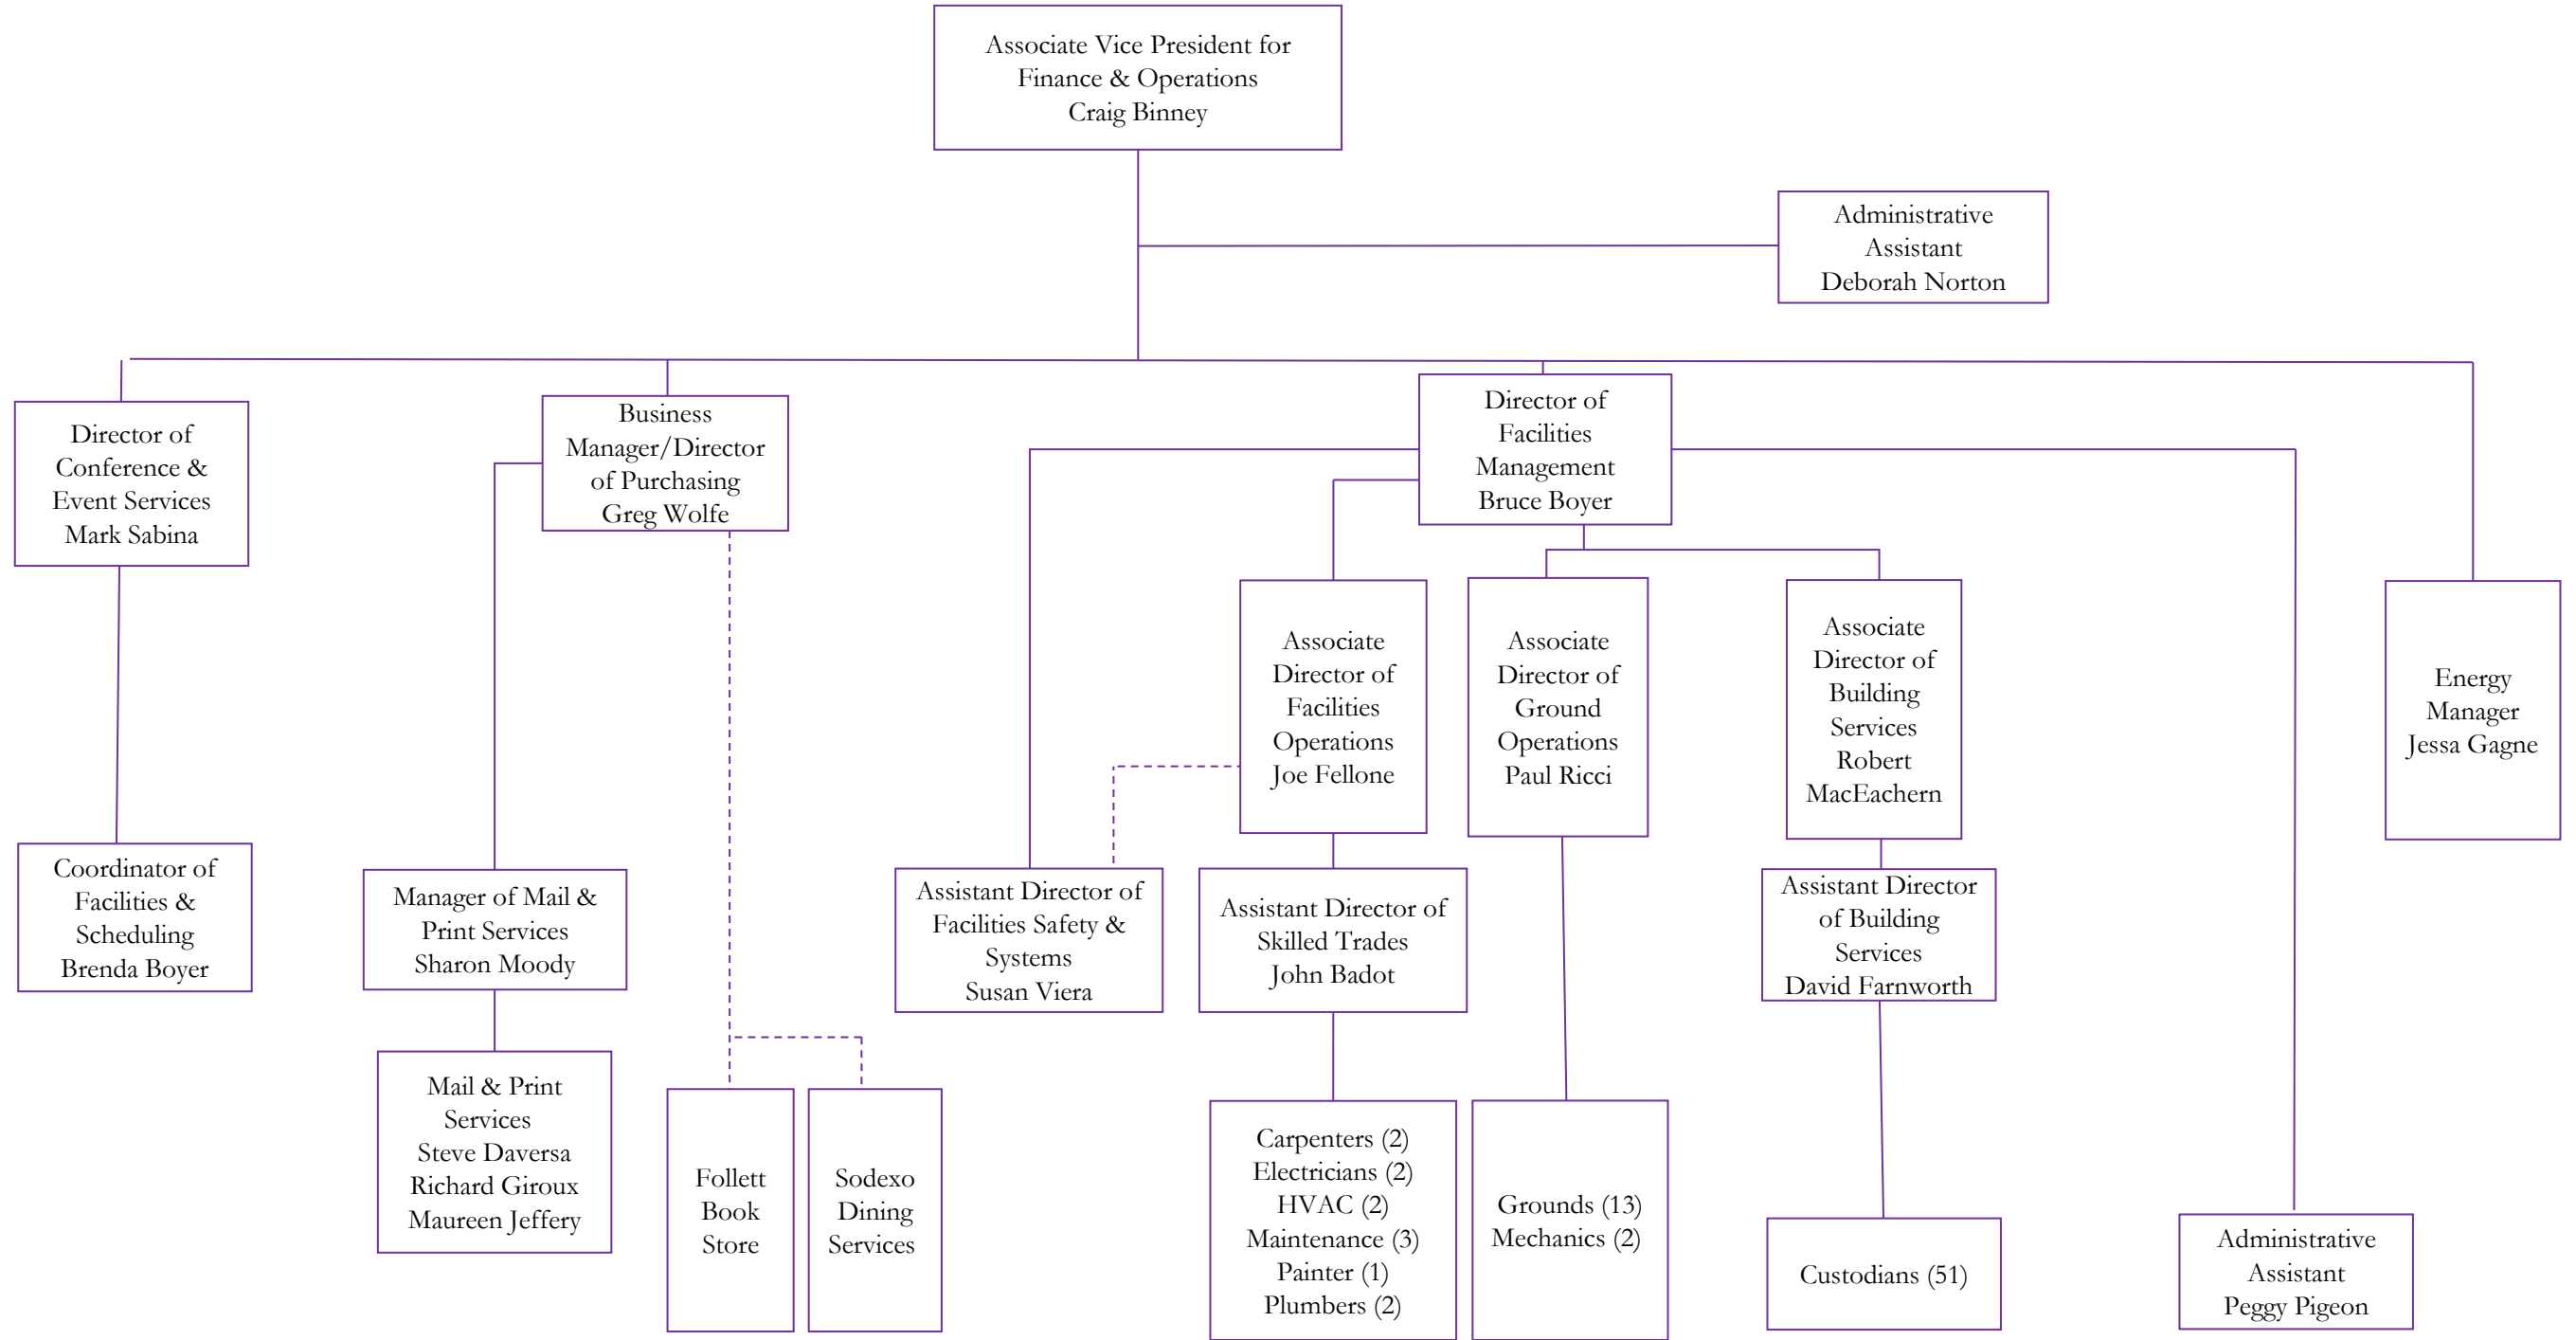 Associate Vice President for
Finance & Operations
Craig Binney
Administrative
Assistant
Deborah Norton
Director of
Conference &
Event Services
Mark Sabina
Business
Manager/Director
of Purchasing
Greg Wolfe
Director of
Facilities
Management
Bruce Boyer
Associate
Director of
Facilities
Operations
Joe Fellone
Associate
Director of
Ground
Operations
Paul Ricci
Associate
Director of
Building
Services
Robert
MacEachern
Energy
Manager
Jessa Gagne
Coordinator of
Facilities &
Scheduling
Brenda Boyer
Manager of Mail &
Print Services
Sharon Moody
Assistant Director of
Facilities Safety &
Systems
Susan Viera
Assistant Director of
Skilled Trades
John Badot
Assistant Director
of Building
Services
David Farnworth
Mail & Print
Services
Steve Daversa
Richard Giroux
Maureen Jeffery
Follett
Book
Store
Sodexo
Dining
Services
Carpenters (2)
Electricians (2)
HVAC (2)
Maintenance (3)
Painter (1)
Plumbers (2)
Grounds (13)
Mechanics (2)
Custodians (51)
Administrative
Assistant
Peggy Pigeon